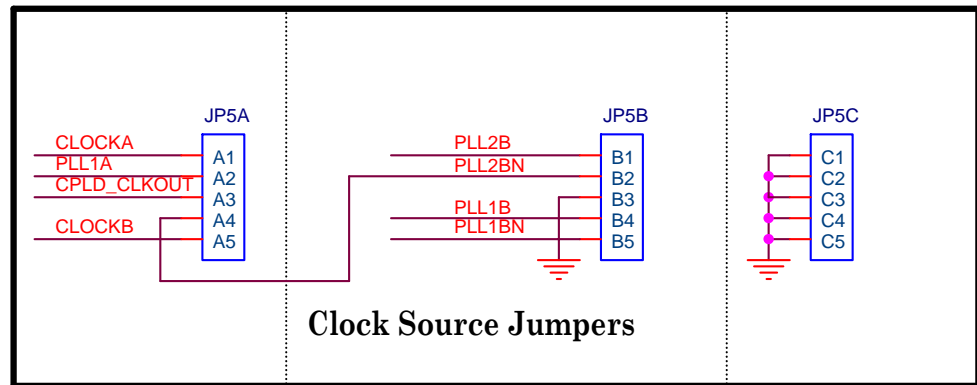 JP5A
CLOCKA
A1
PLL1A
A2
CPLD_CLKOUT
A3
A4
CLOCKB
A5
JP5B
PLL2B
B1
PLL2BN
B2
B3
PLL1B
B4
PLL1BN
B5
JP5C
C1
C2
C3
C4
C5
Clock Source Jumpers